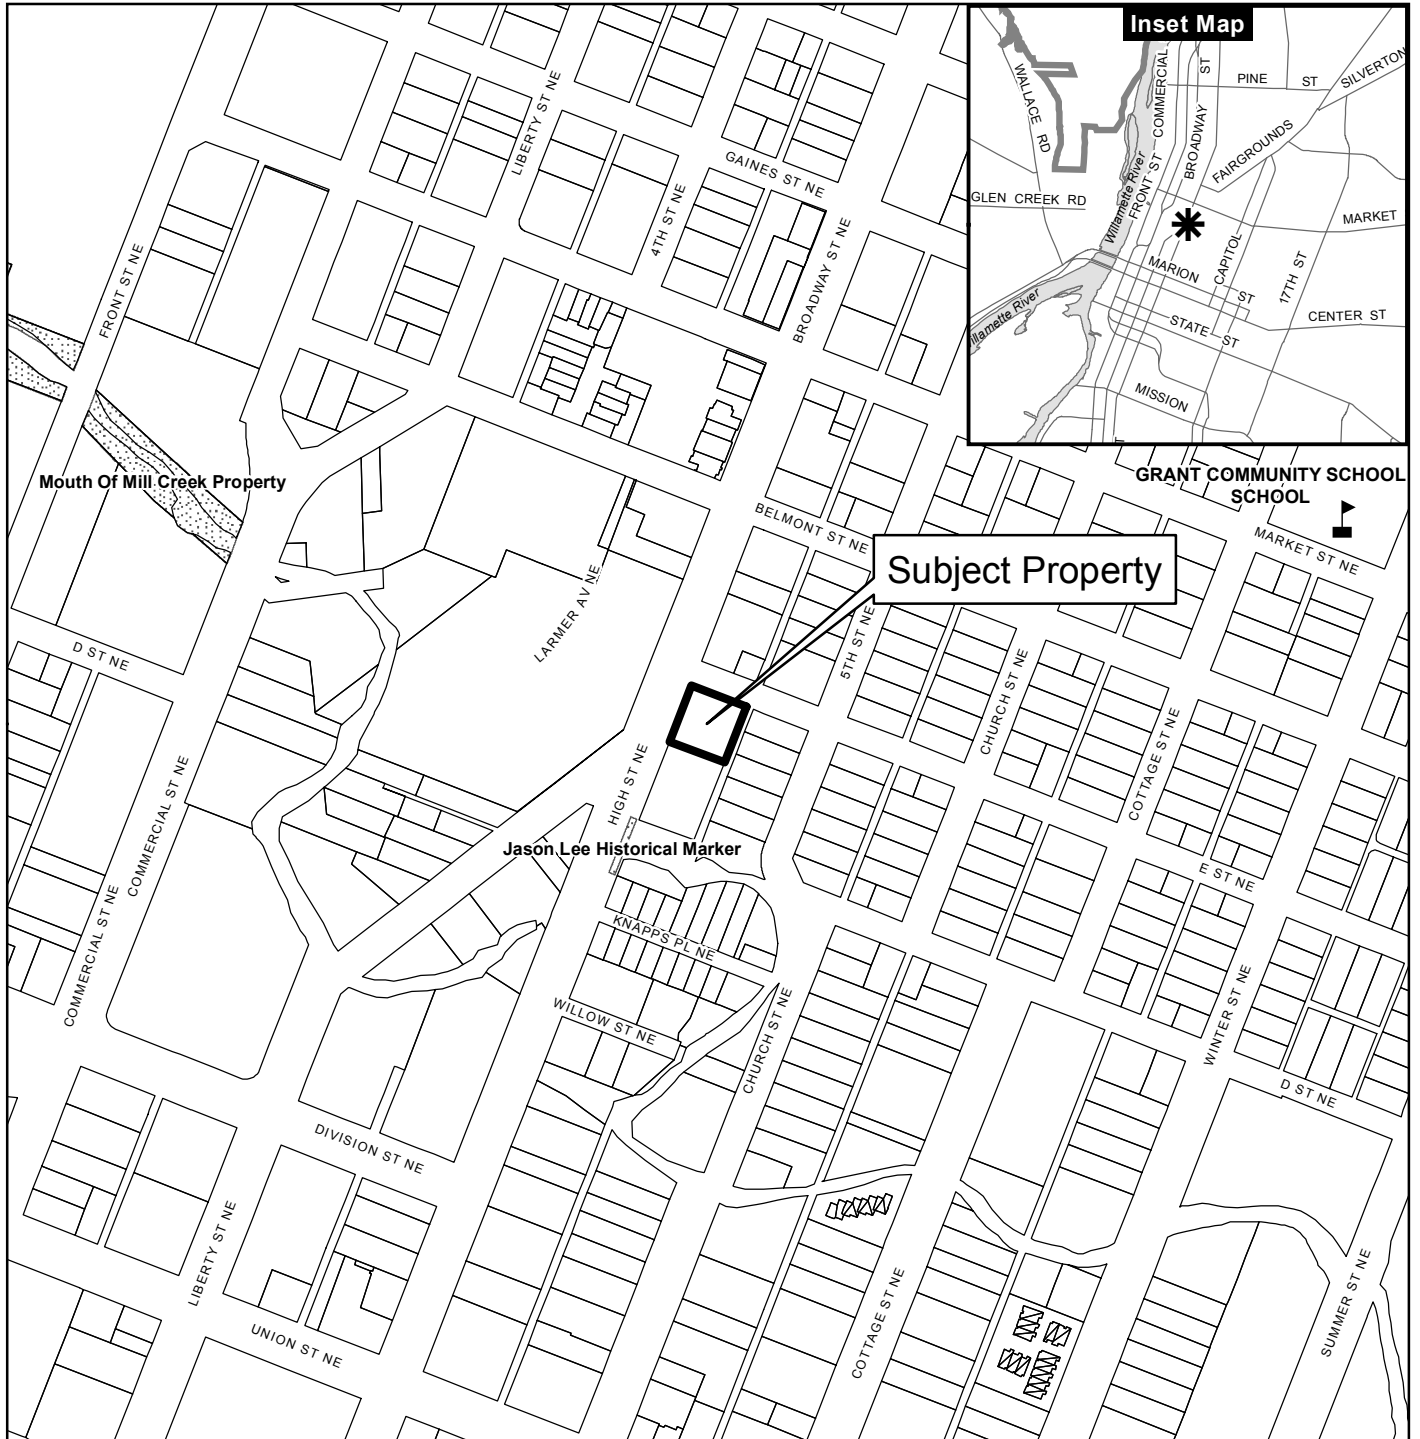 Inset Map
WALLACE RD
COMMERCIAL
ST
PINE ST
SILVERTON
BROADWAY
FAIRGROUNDS
FRONT ST
Willamette River
GLEN CREEK RD
MARKET
MARION ST
CAPITOL
17TH ST
CENTER ST
STATE ST
illamette River
MISSION
T
LIBERTY ST NE
GAINES ST NE
4TH ST NE
BROADWAY ST NE
FRONT ST NE
Mouth Of Mill Creek Property
GRANT COMMUNITY SCHOOL
SCHOOL
BELMONT ST NE
MARKET ST NE
Subject Property
LARMER AV NE
5TH ST NE
D ST NE
CHURCH ST NE
COTTAGE ST NE
HIGH ST NE
COMMERCIAL ST NE
Jason Lee Historical Marker
E ST NE
COMMERCIAL ST NE
KNAPPS PL NE
WILLOW ST NE
CHURCH ST NE
WINTER ST NE
D ST NE
DIVISION ST NE
LIBERTY ST NE
COTTAGE ST NE
SUMMER ST NE
UNION ST NE